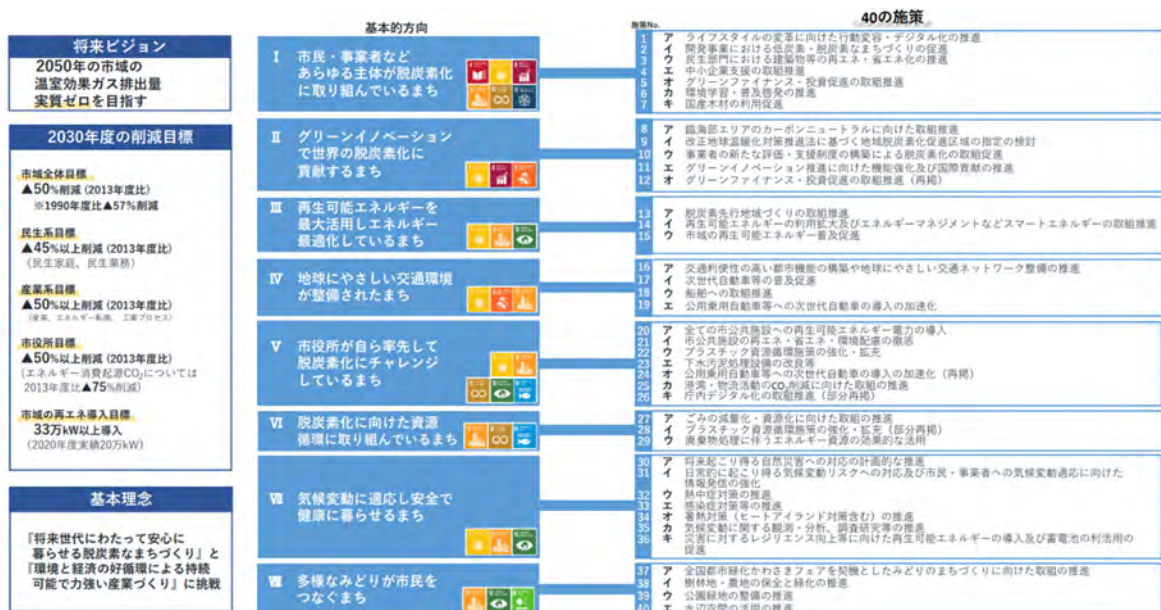 将来ビジョン
2050年の市域の
温室効果ガス排出量
実質ゼロを目指す
2030年度の削減目標
市域全体目標
▲50%削減 (2013年度比)
※1990年度比▲57%削減
民生系目標
▲45%以上削減 (2013年度比)
（民生家庭、民生業務）
産業系目標
▲50%以上削減 (2013年度比)
（産業、エネルギー転換、工業プロセス）
市役所目標
▲50%以上削減 (2013年度比)
(エネルギー消費起源CO₂については
2013年度比▲75%削減)
市域の再エネ導入目標
33万kW以上導入
(2020年度実績20万kW)
基本理念
『将来世代にわたって安心に
暮らせる脱炭素なまちづくり』と
『環境と経済の好循環による持続
可能で力強い産業づくり』に挑戦
基本的方向
Ⅰ 市民・事業者など
あらゆる主体が脱炭素化
に取り組んでいるまち
Ⅱ グリーンイノベーション
で世界の脱炭素化に
貢献するまち
Ⅲ 再生可能エネルギーを
最大活用しエネルギー
最適化しているまち
Ⅳ 地球にやさしい交通環境
が整備されたまち
Ⅴ 市役所が自ら率先して
脱炭素化にチャレンジ
しているまち
Ⅵ 脱炭素化に向けた資源
循環に取り組んでいるまち
Ⅶ 気候変動に適応し安全で
健康に暮らせるまち
Ⅷ 多様なみどりが市民を
つなぐまち
施策No.
40の施策
1 ア ライフスタイルの変革に向けた行動変容・デジタル化の推進
2 イ 開発事業における低炭素・脱炭素なまちづくりの促進
3 ウ 民生部門における建築物等の再エネ・省エネ化の推進
4 エ 中小企業支援の取組推進
5 オ グリーンファイナンス・投資促進の取組推進
6 カ 環境学習・普及啓発の推進
7 キ 国産木材の利用促進
8 ア 臨海部エリアのカーボンニュートラルに向けた取組推進
9 イ 改正地球温暖化対策推進法に基づく地域脱炭素化促進区域の指定の検討
10 ウ 事業者の新たな評価・支援制度の構築による脱炭素化の取組促進
11 エ グリーンイノベーション推進に向けた機能強化及び国際貢献の推進
12 オ グリーンファイナンス・投資促進の取組推進（再掲）
13 ア 脱炭素先行地域づくりの取組推進
14 イ 再生可能エネルギーの利用拡大及びエネルギーマネジメントなどスマートエネルギーの取組推進
15 ウ 市域の再生可能エネルギー普及促進
16 ア 交通利便性の高い都市機能の構築や地球にやさしい交通ネットワーク整備の推進
17 イ 次世代自動車等の普及促進
18 ウ 船舶への取組推進
19 エ 公用乗用自動車等への次世代自動車の導入の加速化
20 ア 全ての市公共施設への再生可能エネルギー電力の導入
21 イ 市公共施設の再エネ・省エネ・環境配慮の徹底
22 ウ プラスチック資源循環施策の強化・拡充
23 エ 下水汚泥処理設備の改良等
24 オ 公用乗用自動車等への次世代自動車の導入の加速化（再掲）
25 カ 港湾・物流活動のCO₂削減に向けた取組の推進
26 キ 庁内デジタル化の取組推進（部分再掲）
27 ア ごみの減量化・資源化に向けた取組の推進
28 イ プラスチック資源循環施策の強化・拡充（部分再掲）
29 ウ 廃棄物処理に伴うエネルギー資源の効果的な活用
30 ア 将来起こり得る自然災害への対応の計画的な推進
31 イ 日常的に起こり得る気候変動リスクへの対応及び市民・事業者への気候変動適応に向けた
情報発信の強化
32 ウ 熱中症対策の推進
33 エ 感染症対策等の推進
34 オ 暑熱対策（ヒートアイランド対策含む）の推進
35 カ 気候変動に関する観測・分析、調査研究等の推進
36 キ 災害に対するレジリエンス向上等に向けた再生可能エネルギーの導入及び蓄電池の利活用の
促進
37 ア 全国都市緑化かわさきフェアを契機としたみどりのまちづくりに向けた取組の推進
38 イ 樹林地・農地の保全と緑化の推進
39 ウ 公園緑地の整備の推進
40 エ 水辺空間の活用の推進